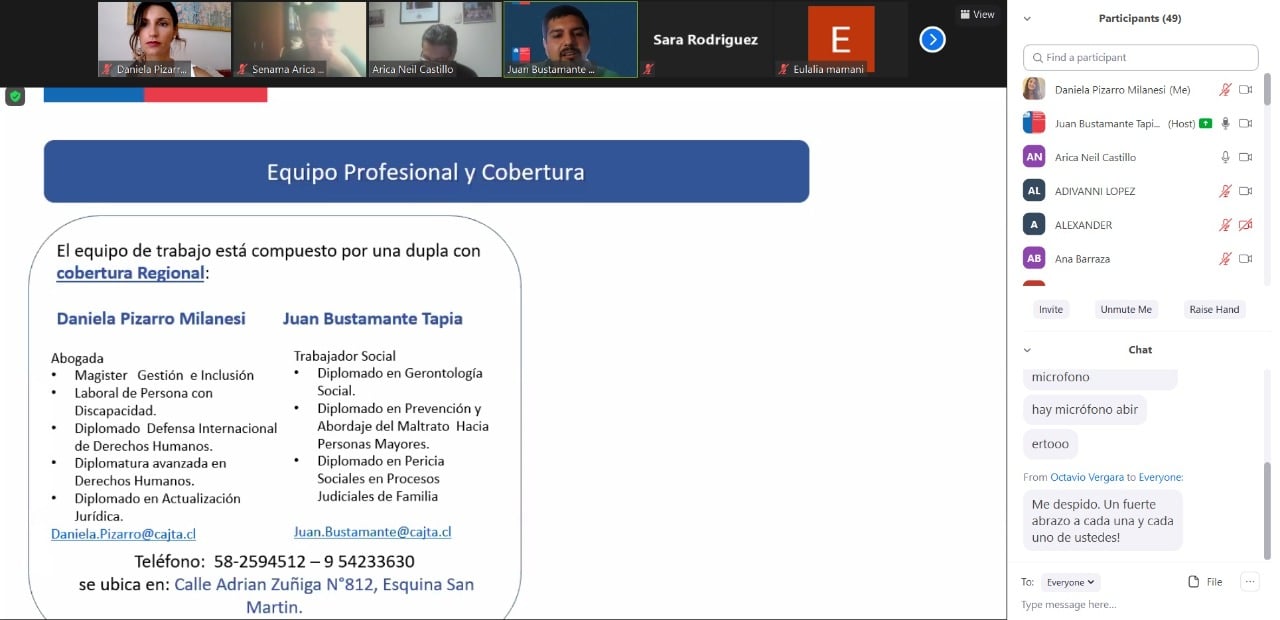 Daniela Pizarr...
Senama Arica ...
Arica Neil Castillo
Juan Bustamante ...
Sara Rodriguez
E
Eulalia mamani
View
Equipo Profesional y Cobertura
El equipo de trabajo está compuesto por una dupla con
cobertura Regional:
Daniela Pizarro Milanesi
Abogada
• Magister Gestión e Inclusión
• Laboral de Persona con
Discapacidad.
• Diplomado Defensa Internacional
de Derechos Humanos.
• Diplomatura avanzada en
Derechos Humanos.
• Diplomado en Actualización
Jurídica.
Daniela.Pizarro@cajta.cl
Juan Bustamante Tapia
Trabajador Social
• Diplomado en Gerontología
Social.
• Diplomado en Prevención y
Abordaje del Maltrato Hacia
Personas Mayores.
• Diplomado en Pericia
Sociales en Procesos
Judiciales de Familia
Juan.Bustamante@cajta.cl
Teléfono: 58-2594512 – 9 54233630
se ubica en: Calle Adrian Zuñiga N°812, Esquina San
Martin.
Participants (49)
Find a participant
Daniela Pizarro Milanesi (Me)
Juan Bustamante Tapi... (Host)
AN Arica Neil Castillo
AL ADIVANNI LOPEZ
A ALEXANDER
AB Ana Barraza
Invite Unmute Me Raise Hand
Chat
microfono
hay micrófono abir
ertooo
From Octavio Vergara to Everyone:
Me despido. Un fuerte
abrazo a cada una y cada
uno de ustedes!
To: Everyone File ...
Type message here...